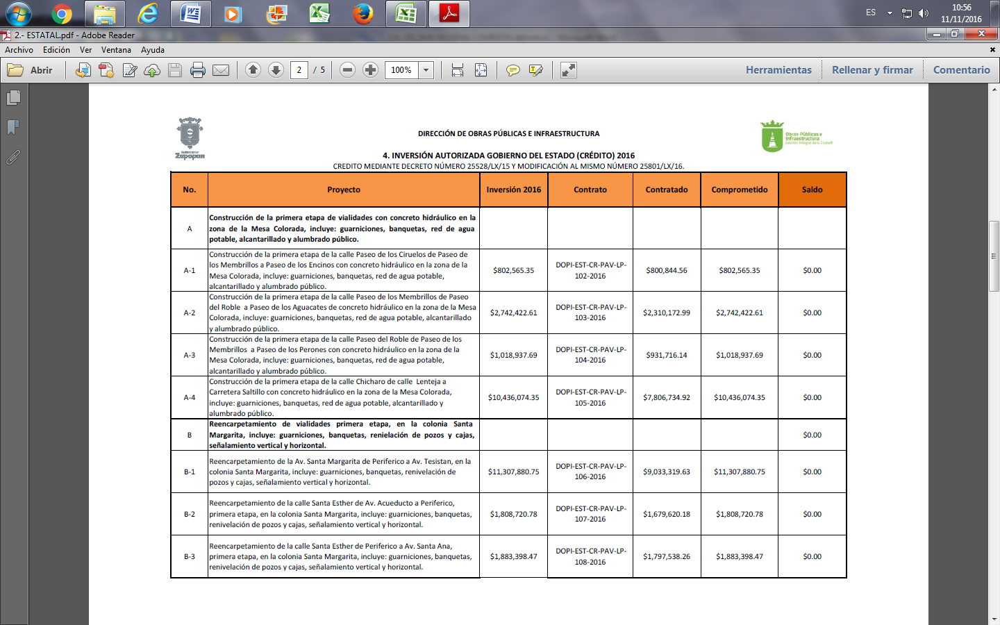 ES
10:56
11/11/2016
2.- ESTATAL.pdf - Adobe Reader
Archivo Edición Ver Ventana Ayuda
Abrir
2 / 5
100%
Herramientas Rellenar y firmar Comentario
Zapopan
DIRECCIÓN DE OBRAS PÚBLICAS E INFRAESTRUCTURA
Obras Públicas e
Infraestructura
Gestión Integral de la Ciudad
4. INVERSIÓN AUTORIZADA GOBIERNO DEL ESTADO (CRÉDITO) 2016
CREDITO MEDIANTE DECRETO NÚMERO 25528/LX/15 Y MODIFICACIÓN AL MISMO NÚMERO 25801/LX/16.
No. Proyecto Inversión 2016 Contrato Contratado Comprometido Saldo
A
Construcción de la primera etapa de vialidades con concreto hidráulico en la
zona de la Mesa Colorada, incluye: guarniciones, banquetas, red de agua
potable, alcantarillado y alumbrado público.
A-1
Construcción de la primera etapa de la calle Paseo de los Ciruelos de Paseo de
los Membrillos a Paseo de los Encinos con concreto hidráulico en la zona de la
Mesa Colorada, incluye: guarniciones, banquetas, red de agua potable,
alcantarillado y alumbrado público.
$802,565.35
DOPI-EST-CR-PAV-LP-
102-2016
$800,844.56
$802,565.35
$0.00
A-2
Construcción de la primera etapa de la calle Paseo de los Membrillos de Paseo
del Roble a Paseo de los Aguacates de concreto hidráulico en la zona de la Mesa
Colorada, incluye: guarniciones, banquetas, red de agua potable, alcantarillado
y alumbrado público.
$2,742,422.61
DOPI-EST-CR-PAV-LP-
103-2016
$2,310,172.99
$2,742,422.61
$0.00
A-3
Construcción de la primera etapa de la calle Paseo del Roble de Paseo de los
Membrillos a Paseo de los Perones con concreto hidráulico en la zona de la
Mesa Colorada, incluye: guarniciones, banquetas, red de agua potable,
alcantarillado y alumbrado público.
$1,018,937.69
DOPI-EST-CR-PAV-LP-
104-2016
$931,716.14
$1,018,937.69
$0.00
A-4
Construcción de la primera etapa de la calle Chicharo de calle Lenteja a
Carretera Saltillo con concreto hidráulico en la zona de la Mesa Colorada,
incluye: guarniciones, banquetas, red de agua potable, alcantarillado y
alumbrado público.
$10,436,074.35
DOPI-EST-CR-PAV-LP-
105-2016
$7,806,734.92
$10,436,074.35
$0.00
B
Reencarpetamiento de vialidades primera etapa, en la colonia Santa
Margarita, incluye: guarniciones, banquetas, renielación de pozos y cajas,
señalamiento vertical y horizontal.
$0.00
B-1
Reencarpetamiento de la Av. Santa Margarita de Periferico a Av. Tesistan, en la
colonia Santa Margarita, incluye: guarniciones, banquetas, renivelación de
pozos y cajas, señalamiento vertical y horizontal.
$11,307,880.75
DOPI-EST-CR-PAV-LP-
106-2016
$9,033,319.63
$11,307,880.75
$0.00
B-2
Reencarpetamiento de la calle Santa Esther de Av. Acueducto a Periferico,
primera etapa, en la colonia Santa Margarita, incluye: guarniciones, banquetas,
renivelación de pozos y cajas, señalamiento vertical y horizontal.
$1,808,720.78
DOPI-EST-CR-PAV-LP-
107-2016
$1,679,620.18
$1,808,720.78
$0.00
B-3
Reencarpetamiento de la calle Santa Esther de Periferico a Av. Santa Ana,
primera etapa, en la colonia Santa Margarita, incluye: guarniciones, banquetas,
renivelación de pozos y cajas, señalamiento vertical y horizontal.
$1,883,398.47
DOPI-EST-CR-PAV-LP-
108-2016
$1,797,538.26
$1,883,398.47
$0.00